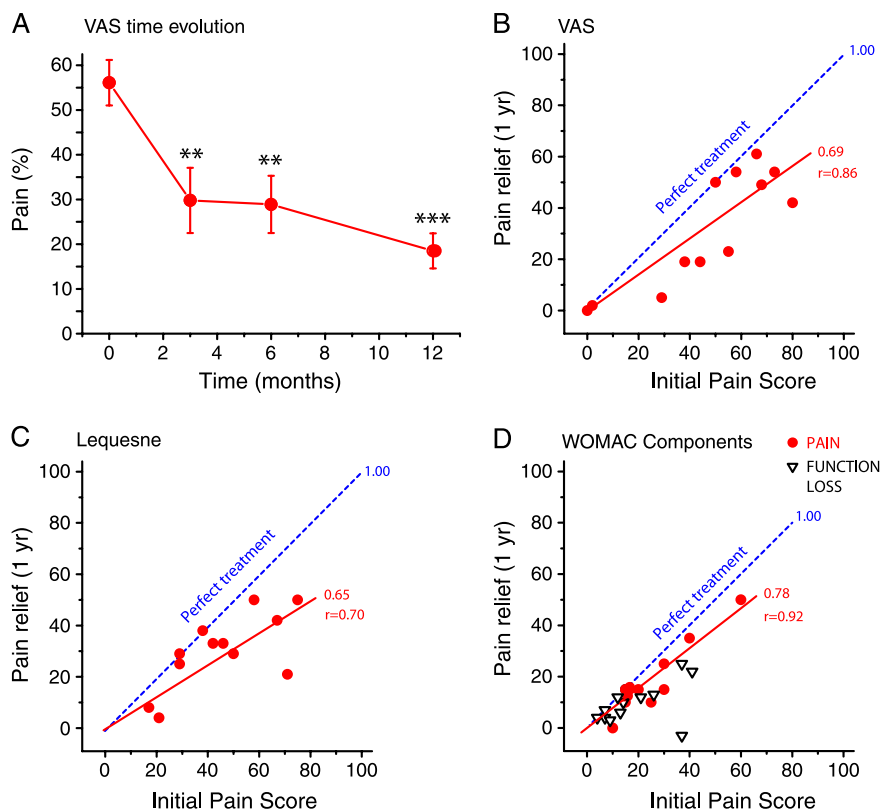 A VAS time evolution
60
50
40
30
20
10
0
Pain (%)
**
**
***
0 2 4 6 8 10 12
Time (months)
B VAS
100
80
60
40
20
0
Pain relief (1 yr)
Perfect treatment
1.00
0.69
r=0.86
0 20 40 60 80 100
Initial Pain Score
C Lequesne
100
80
60
40
20
0
Pain relief (1 yr)
Perfect treatment
1.00
0.65
r=0.70
0 20 40 60 80 100
Initial Pain Score
D WOMAC Components
PAIN
FUNCTION
LOSS
100
80
60
40
20
0
Pain relief (1 yr)
Perfect treatment
1.00
0.78
r=0.92
0 20 40 60 80 100
Initial Pain Score